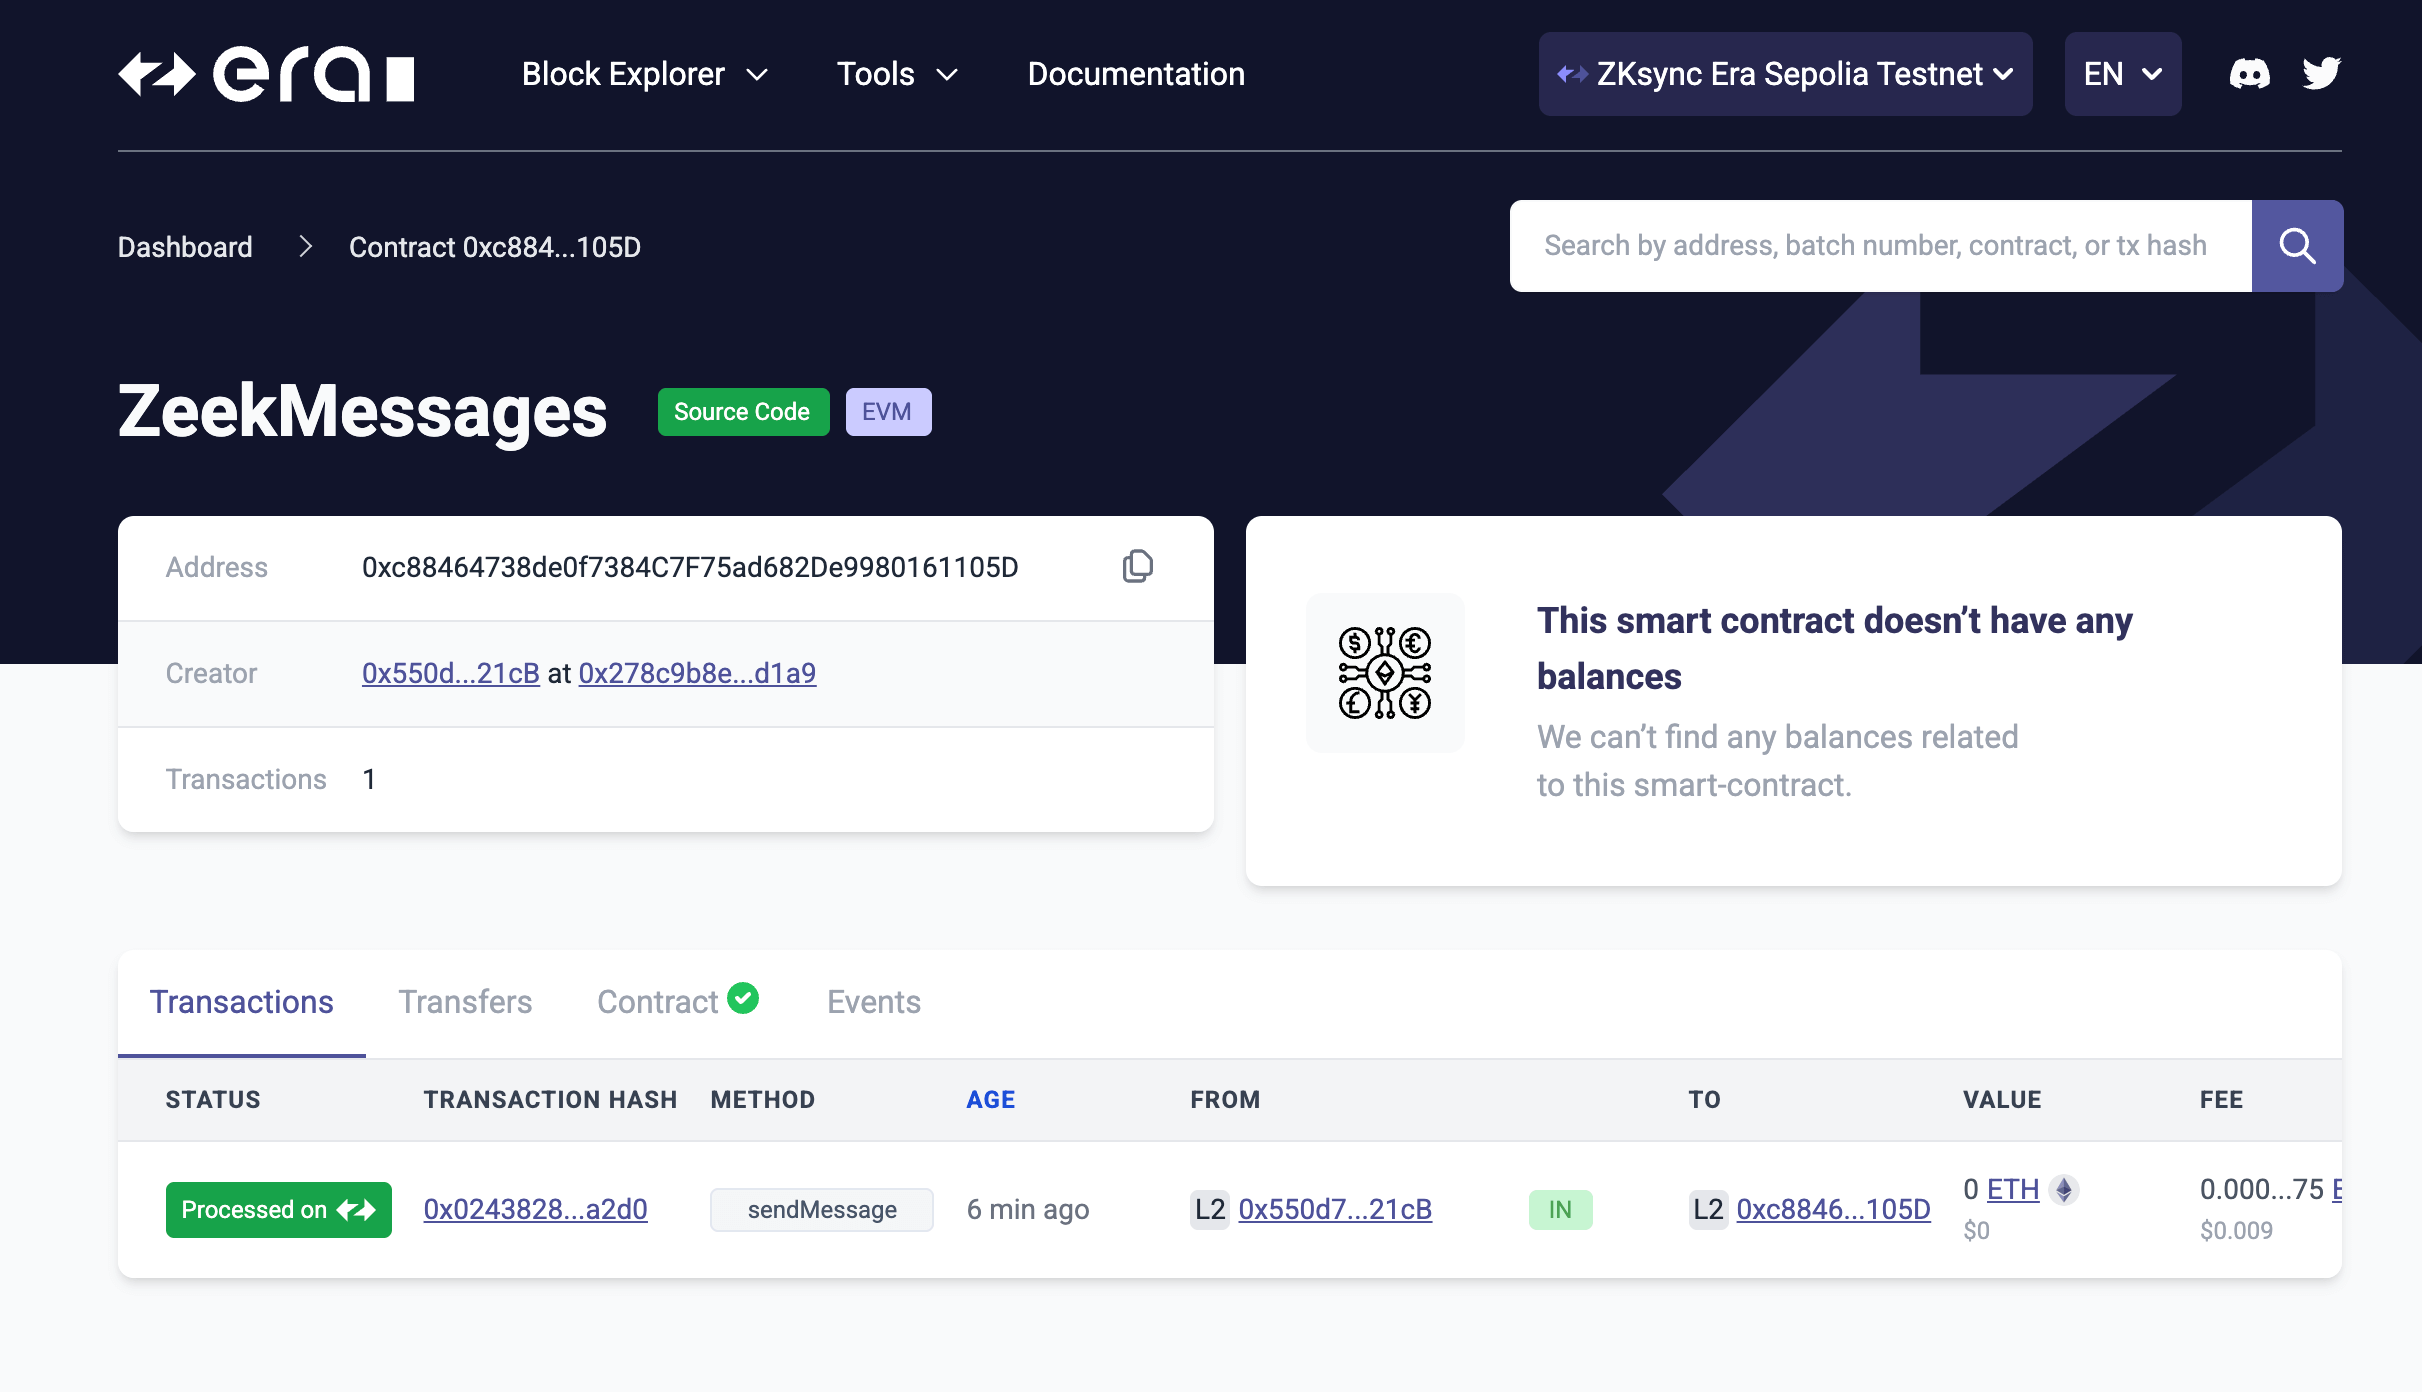 era
Block Explorer
Tools
Documentation
ZKsync Era Sepolia Testnet
EN
Dashboard
Contract 0xc884...105D
Search by address, batch number, contract, or tx hash
ZeekMessages
Source Code
EVM
Address 0xc88464738de0f7384C7F75ad682De9980161105D
Creator 0x550d...21cB at 0x278c9b8e...d1a9
Transactions 1
This smart contract doesn’t have any
balances
We can’t find any balances related
to this smart-contract.
Transactions Transfers Contract Events
STATUS TRANSACTION HASH METHOD AGE FROM TO VALUE FEE
Processed on 0x0243828...a2d0 sendMessage 6 min ago L2 0x550d7...21cB IN L2 0xc8846...105D 0 ETH 0.000...75
$0 $0.009